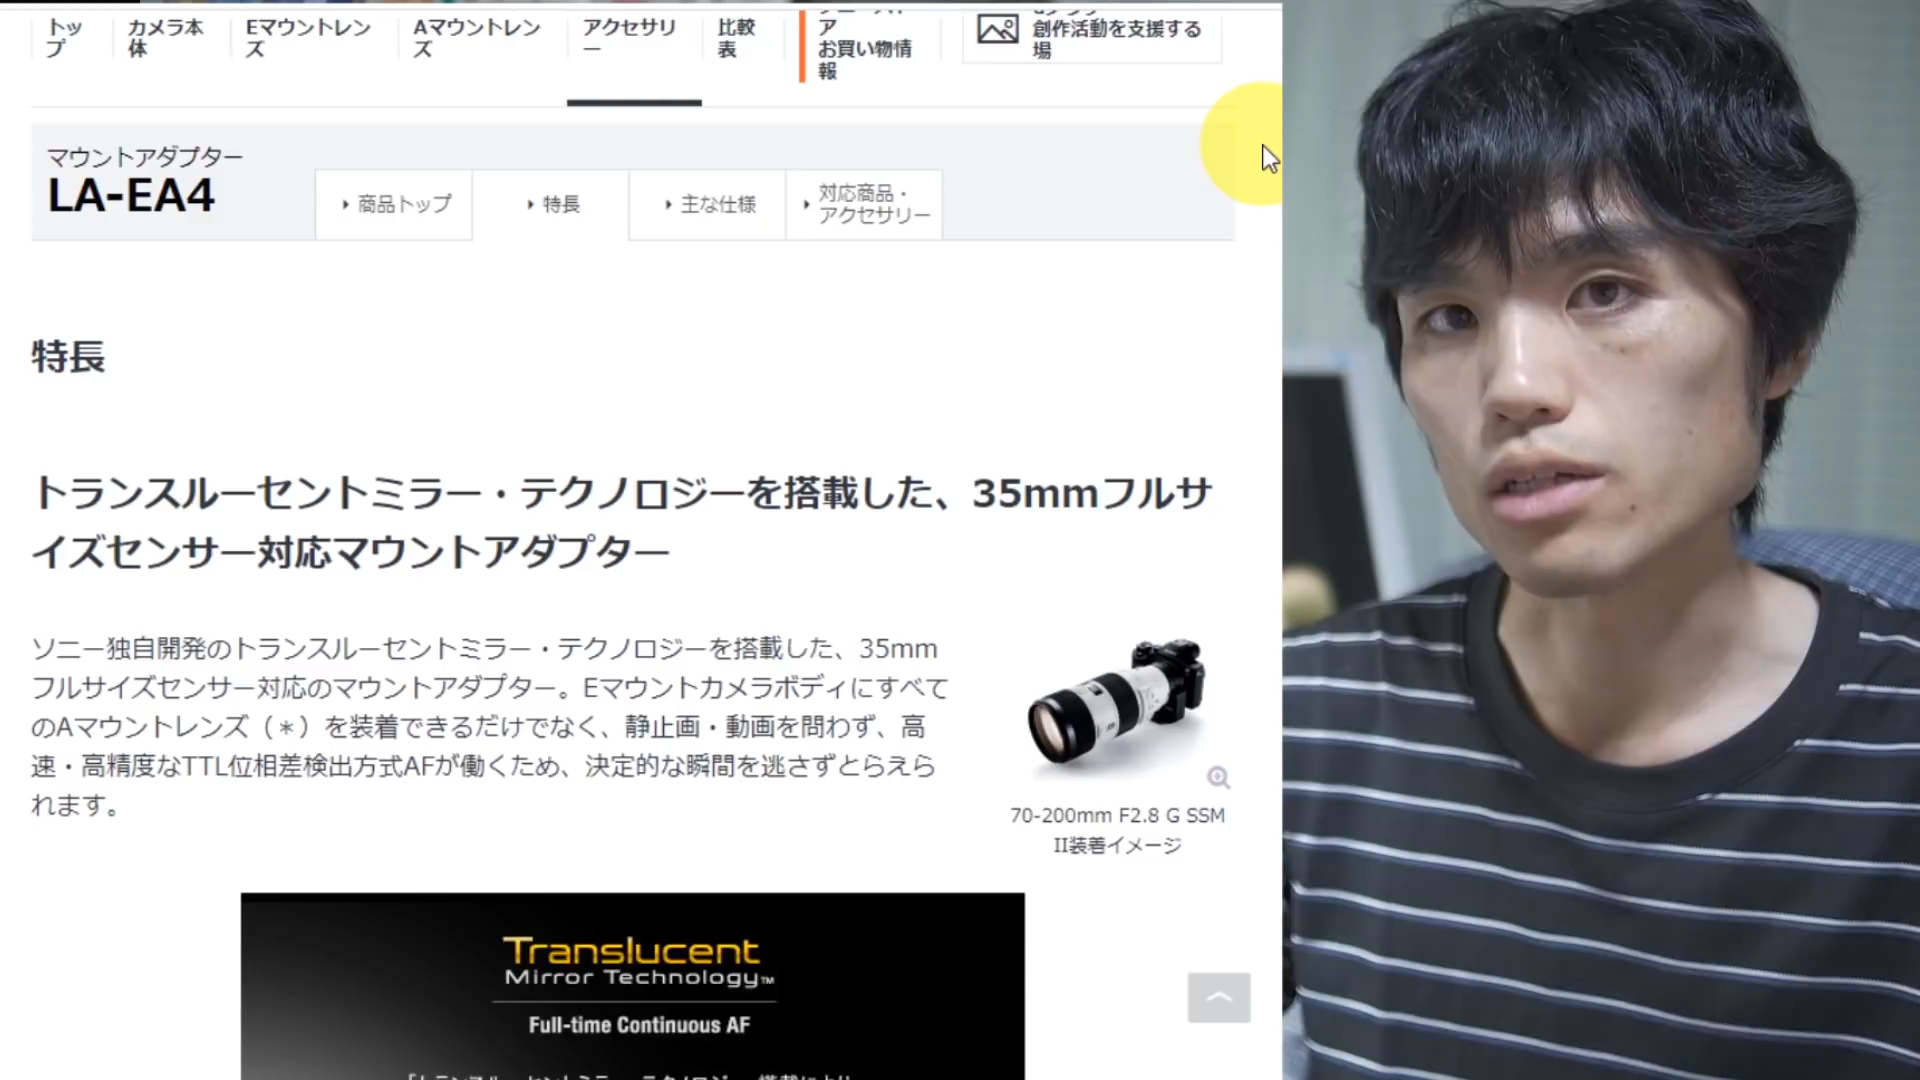 トッ
プ
カメラ本
体
Eマウントレン
ズ
Aマウントレン
ズ
アクセサリ
ー
比較
表
ア
お買い物情
報
創作活動を支援する
場
マウントアダプター
LA-EA4
商品トップ
特長
主な仕様
対応商品・
アクセサリー
特長
トランスルーセントミラー・テクノロジーを搭載した、35mmフルサ
イズセンサー対応マウントアダプター
ソニー独自開発のトランスルーセントミラー・テクノロジーを搭載した、35mm
フルサイズセンサー対応のマウントアダプター。Eマウントカメラボディにすべて
のAマウントレンズ（＊）を装着できるだけでなく、静止画・動画を問わず、高
速・高精度なTTL位相差検出方式AFが働くため、決定的な瞬間を逃さずとらえら
れます。
70-200mm F2.8 G SSM
II装着イメージ
Translucent
Mirror Technology™
Full-time Continuous AF